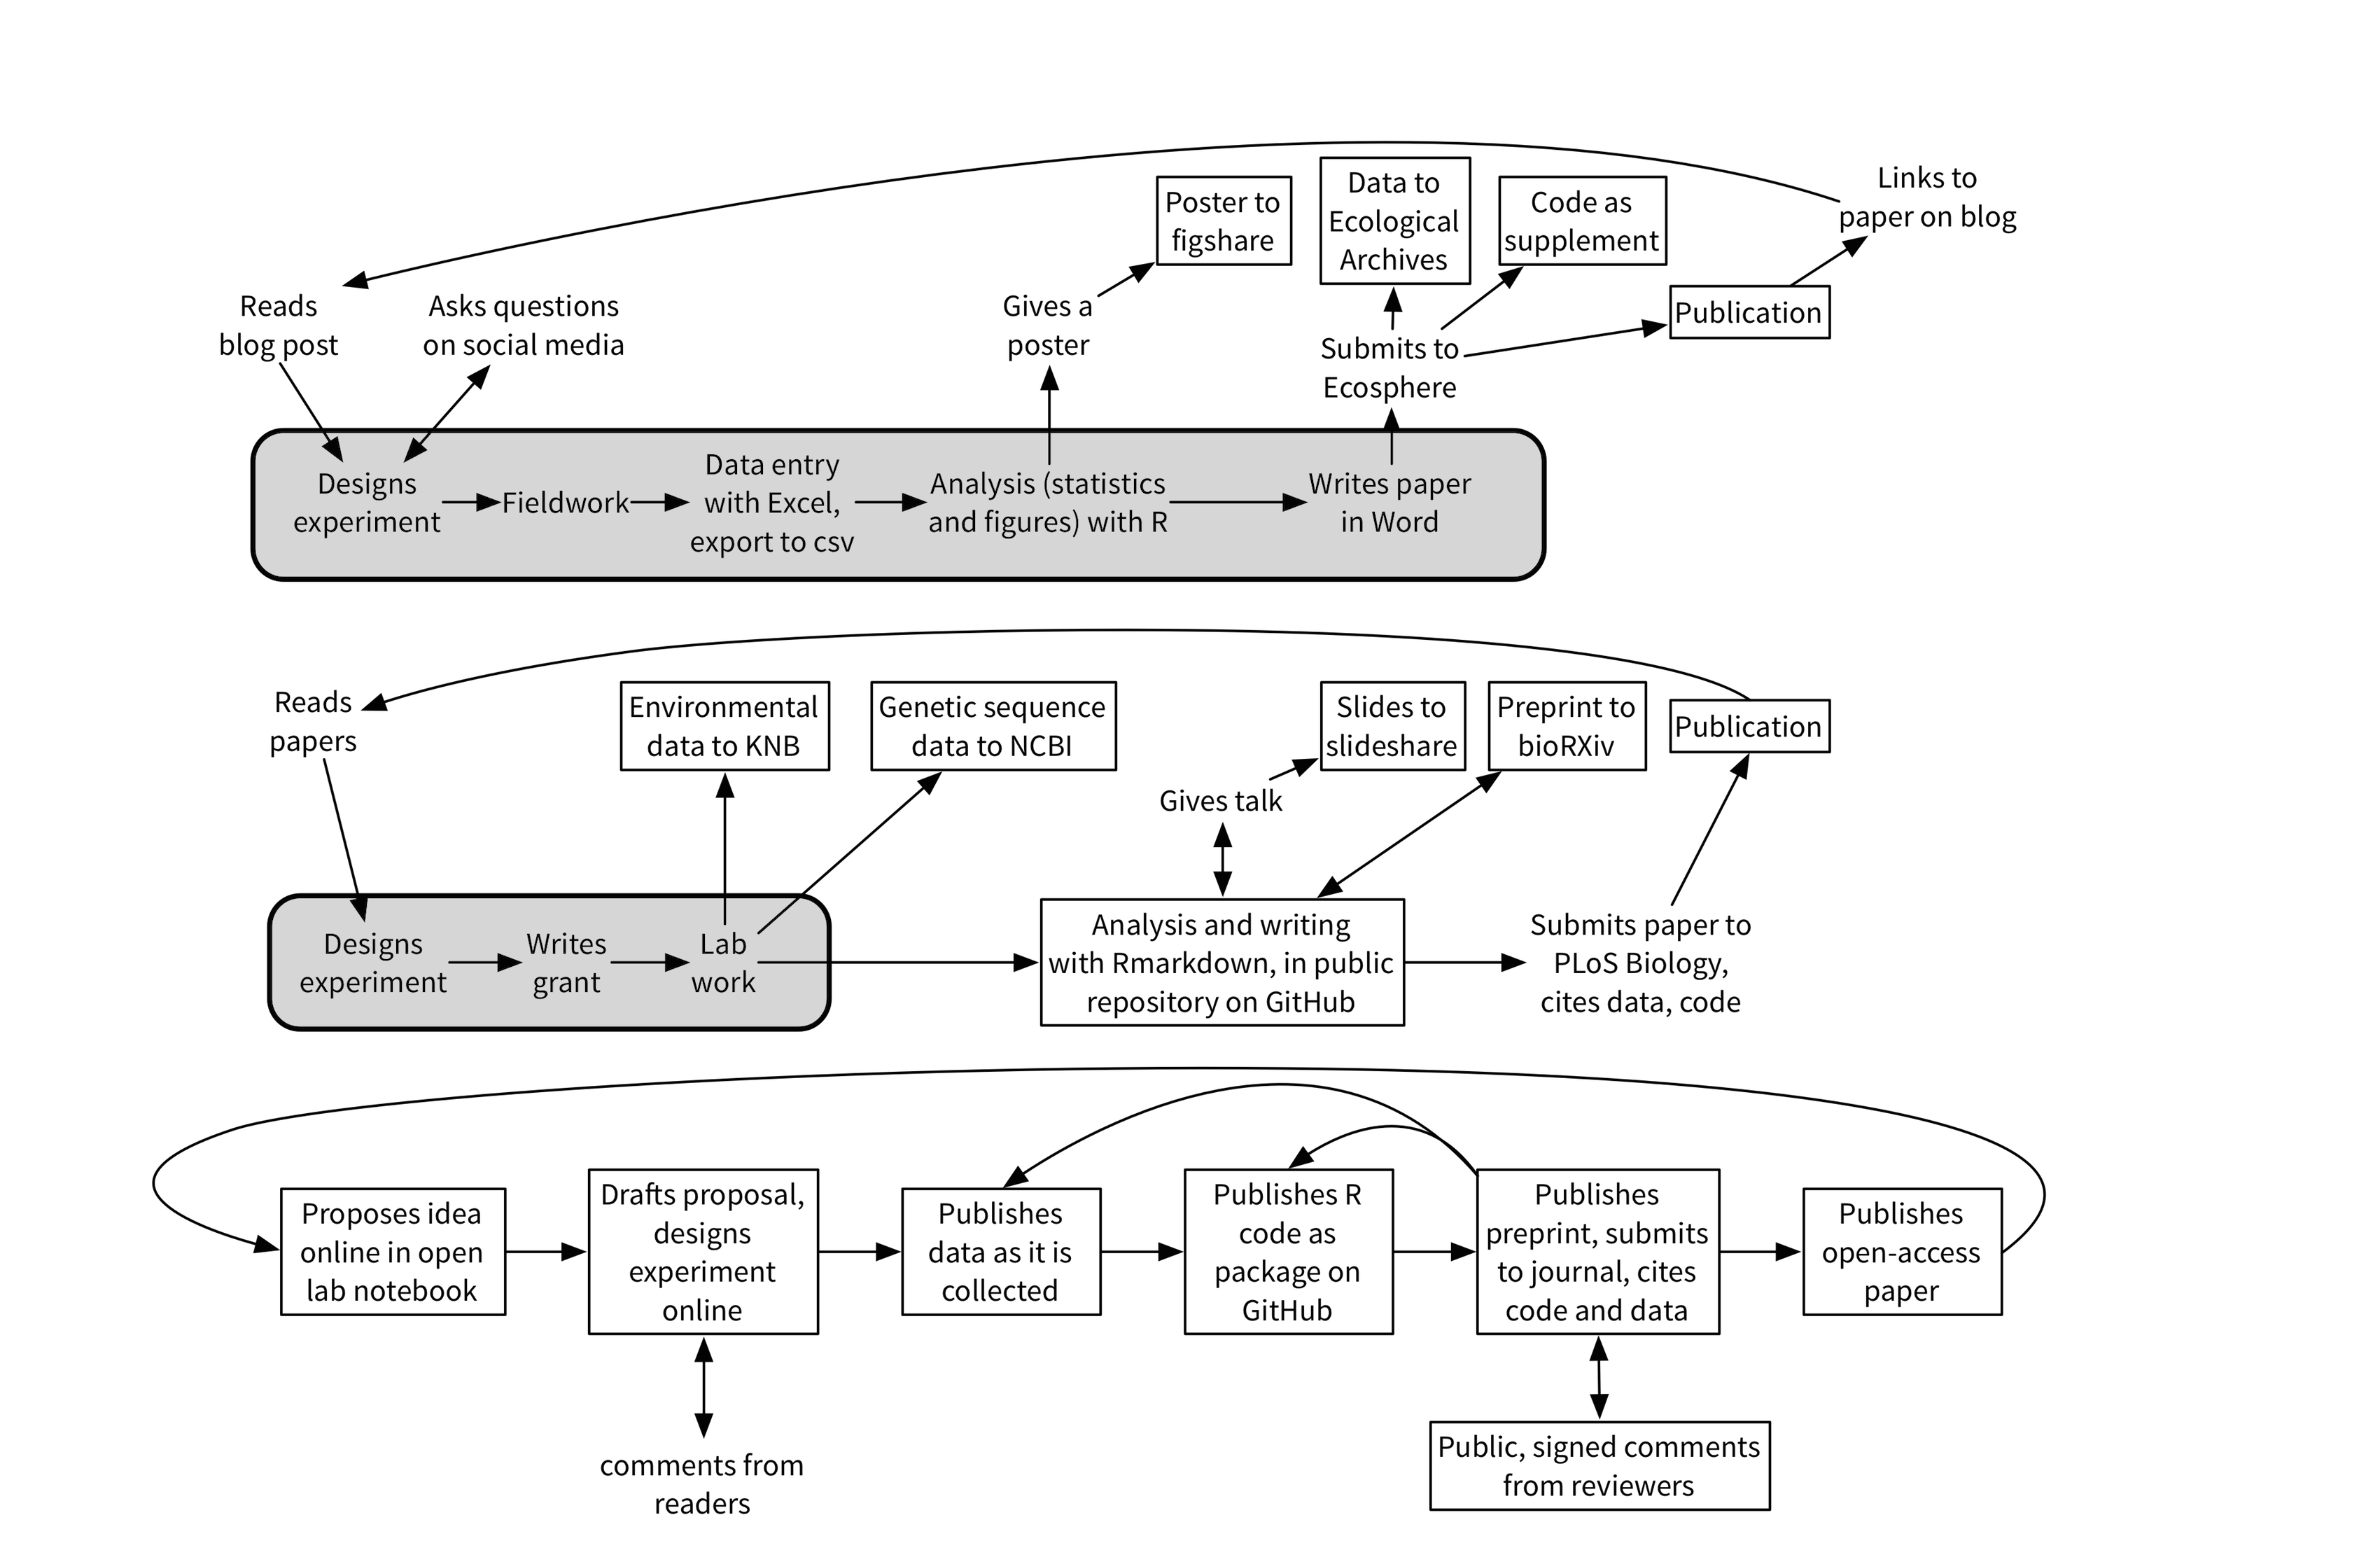 Links to
paper on blog
Poster to
figshare
Data to
Ecological
Archives
Code as
supplement
Reads
blog post
Asks questions
on social media
Gives a
poster
Submits to
Ecosphere
Publication
Designs
experiment
Fieldwork
Data entry
with Excel,
export to csv
Analysis (statistics
and figures) with R
Writes paper
in Word
Reads
papers
Environmental
data to KNB
Genetic sequence
data to NCBI
Gives talk
Slides to
slideshare
Preprint to
bioRXiv
Publication
Designs
experiment
Writes
grant
Lab
work
Analysis and writing
with Rmarkdown, in public
repository on GitHub
Submits paper to
PLoS Biology,
cites data, code
Proposes idea
online in open
lab notebook
Drafts proposal,
designs
experiment
online
Publishes
data as it is
collected
Publishes R
code as
package on
GitHub
Publishes
preprint, submits
to journal, cites
code and data
Publishes
open-access
paper
comments from
readers
Public, signed comments
from reviewers